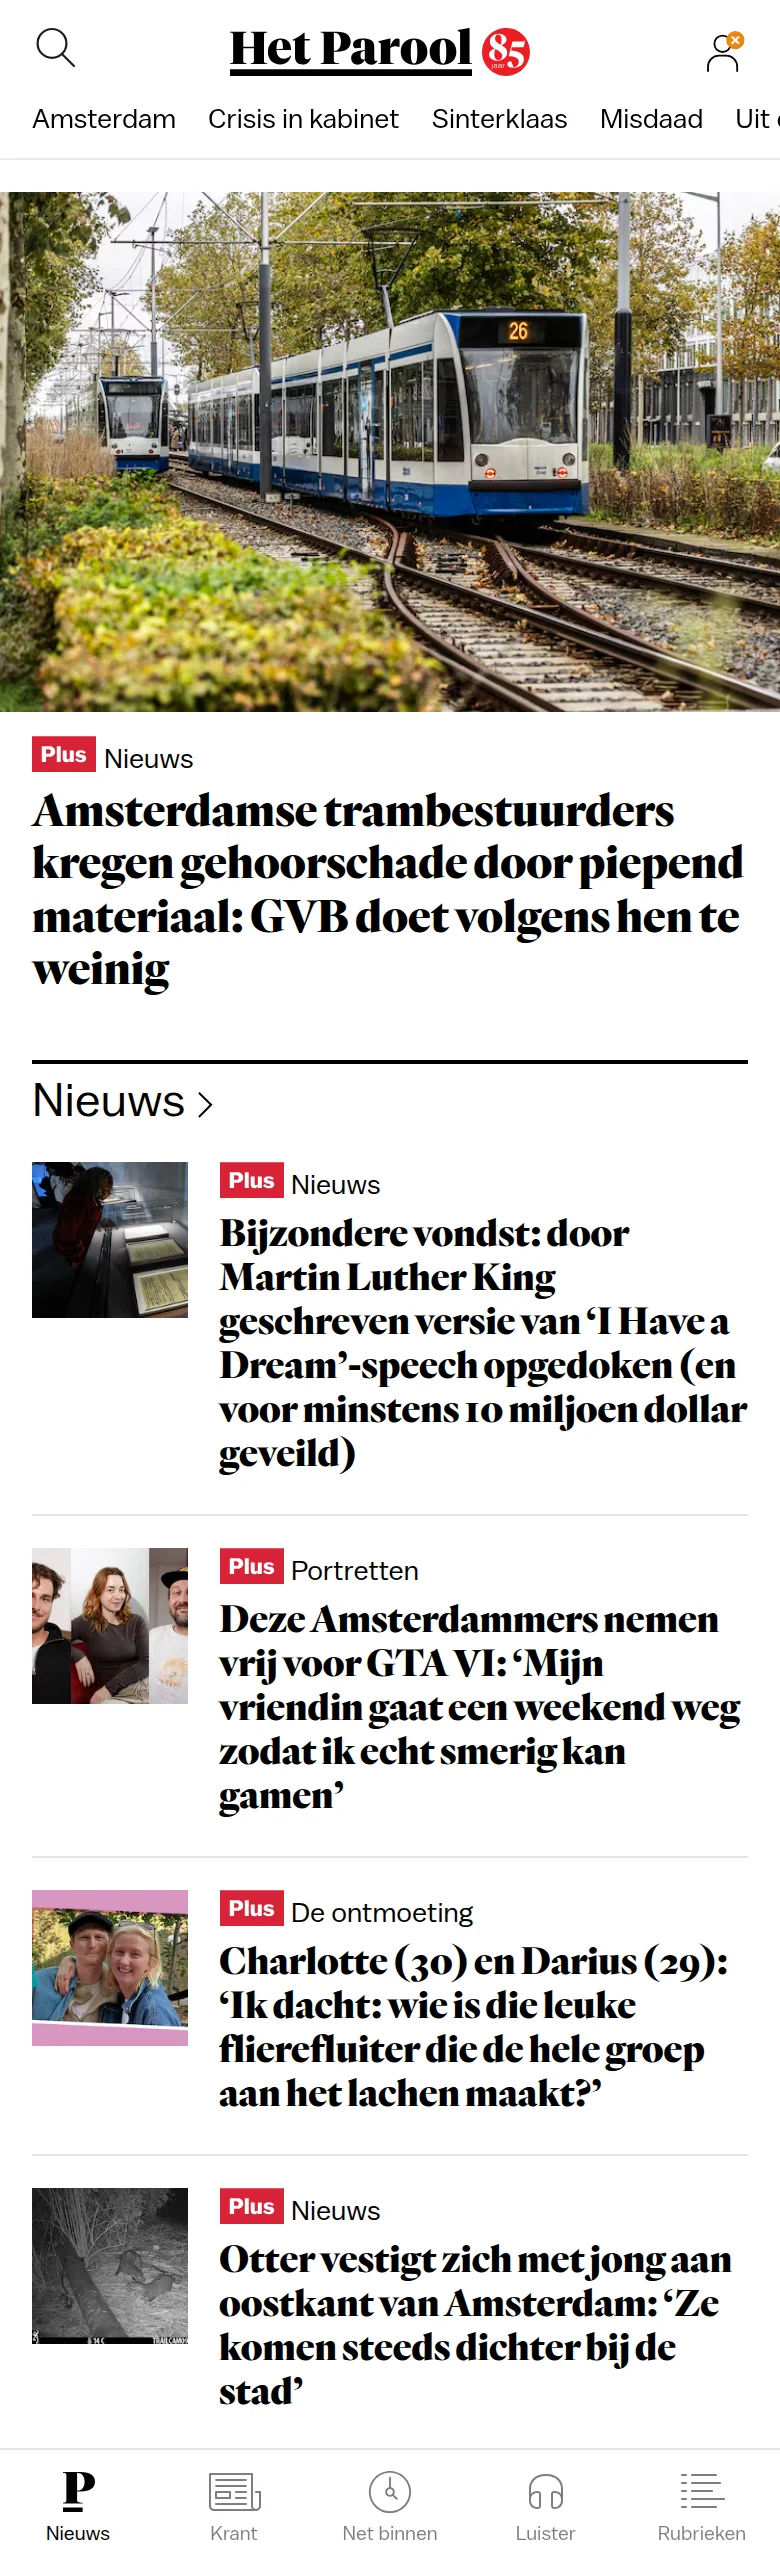 Het Parool 85 jaar
Amsterdam Crisis in kabinet Sinterklaas Misdaad Uit
26
Plus Nieuws
Amsterdamse trambestuurders
kregen gehoorschade door piepend
materiaal: GVB doet volgens hen te
weinig
Nieuws
Plus Nieuws
Bijzondere vondst: door
Martin Luther King
geschreven versie van ‘I Have a
Dream’-speech opgedoken (en
voor minstens 10 miljoen dollar
geveild)
Plus Portretten
Deze Amsterdammers nemen
vrij voor GTA VI: ‘Mijn
vriendin gaat een weekend weg
zodat ik echt smerig kan
gamen’
Plus De ontmoeting
Charlotte (30) en Darius (29):
‘Ik dacht: wie is die leuke
flierefluiter die de hele groep
aan het lachen maakt?’
14 C
Plus Nieuws
Otter vestigt zich met jong aan
oostkant van Amsterdam: ‘Ze
komen steeds dichter bij de
stad’
P
Nieuws Krant Net binnen Luister Rubrieken